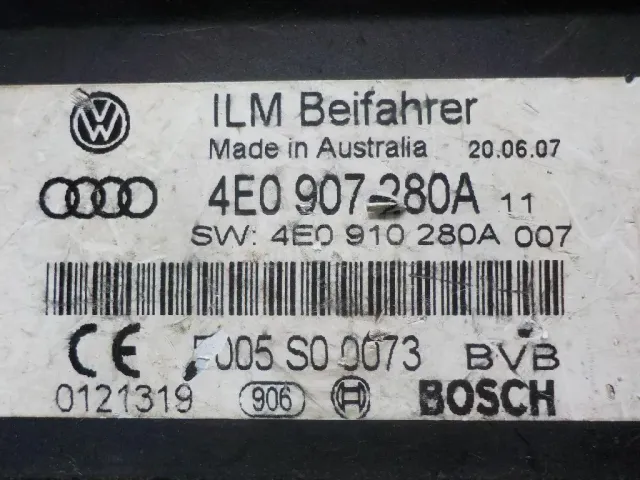 ILM Beifahrer
Made in Australia 20.06.07
4E0 907 280A 11
SW: 4E0 910 280A 007
005 S0 0073 BVB
0121319 906 BOSCH